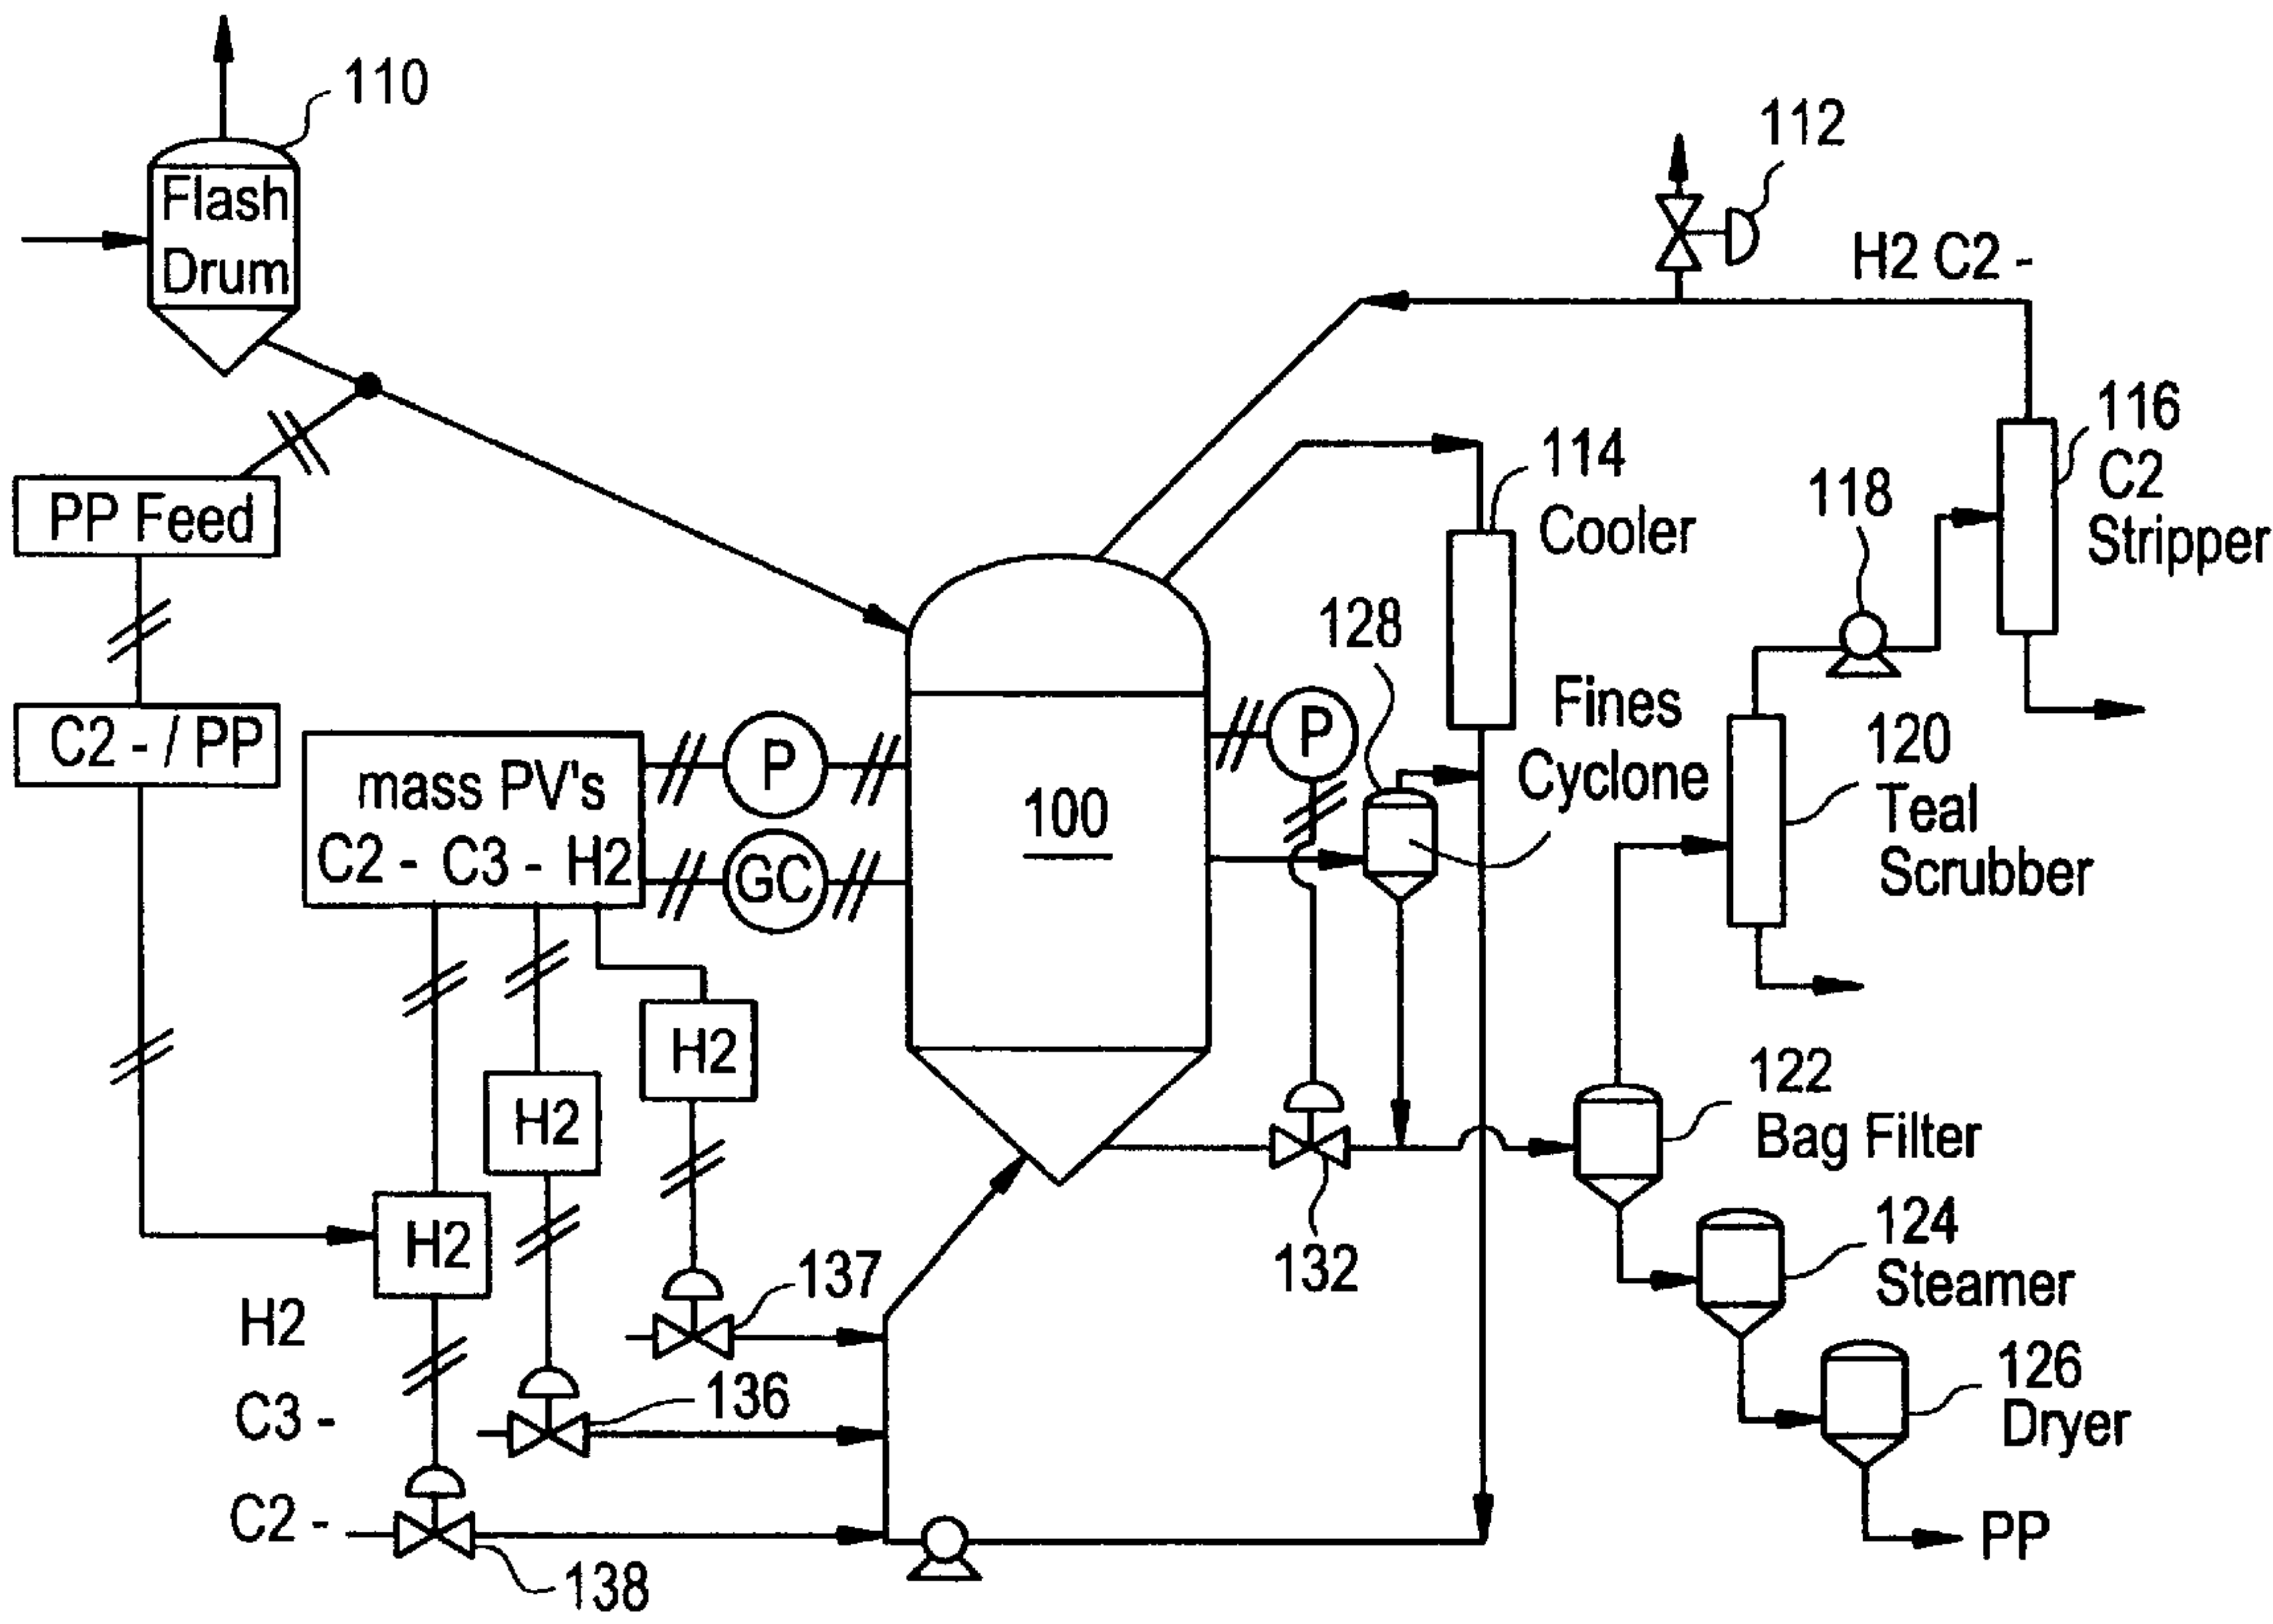 110
Flash
Drum
112
H2 C2 -
116
C2
Stripper
114
Cooler
118
PP Feed
128
Fines
Cyclone
C2 - / PP
mass PV's
C2 - C3 - H2
P
GC
100
P
120
Teal
Scrubber
H2
H2
H2
122
Bag Filter
124
Steamer
126
Dryer
PP
132
137
136
138
H2
C3 -
C2 -